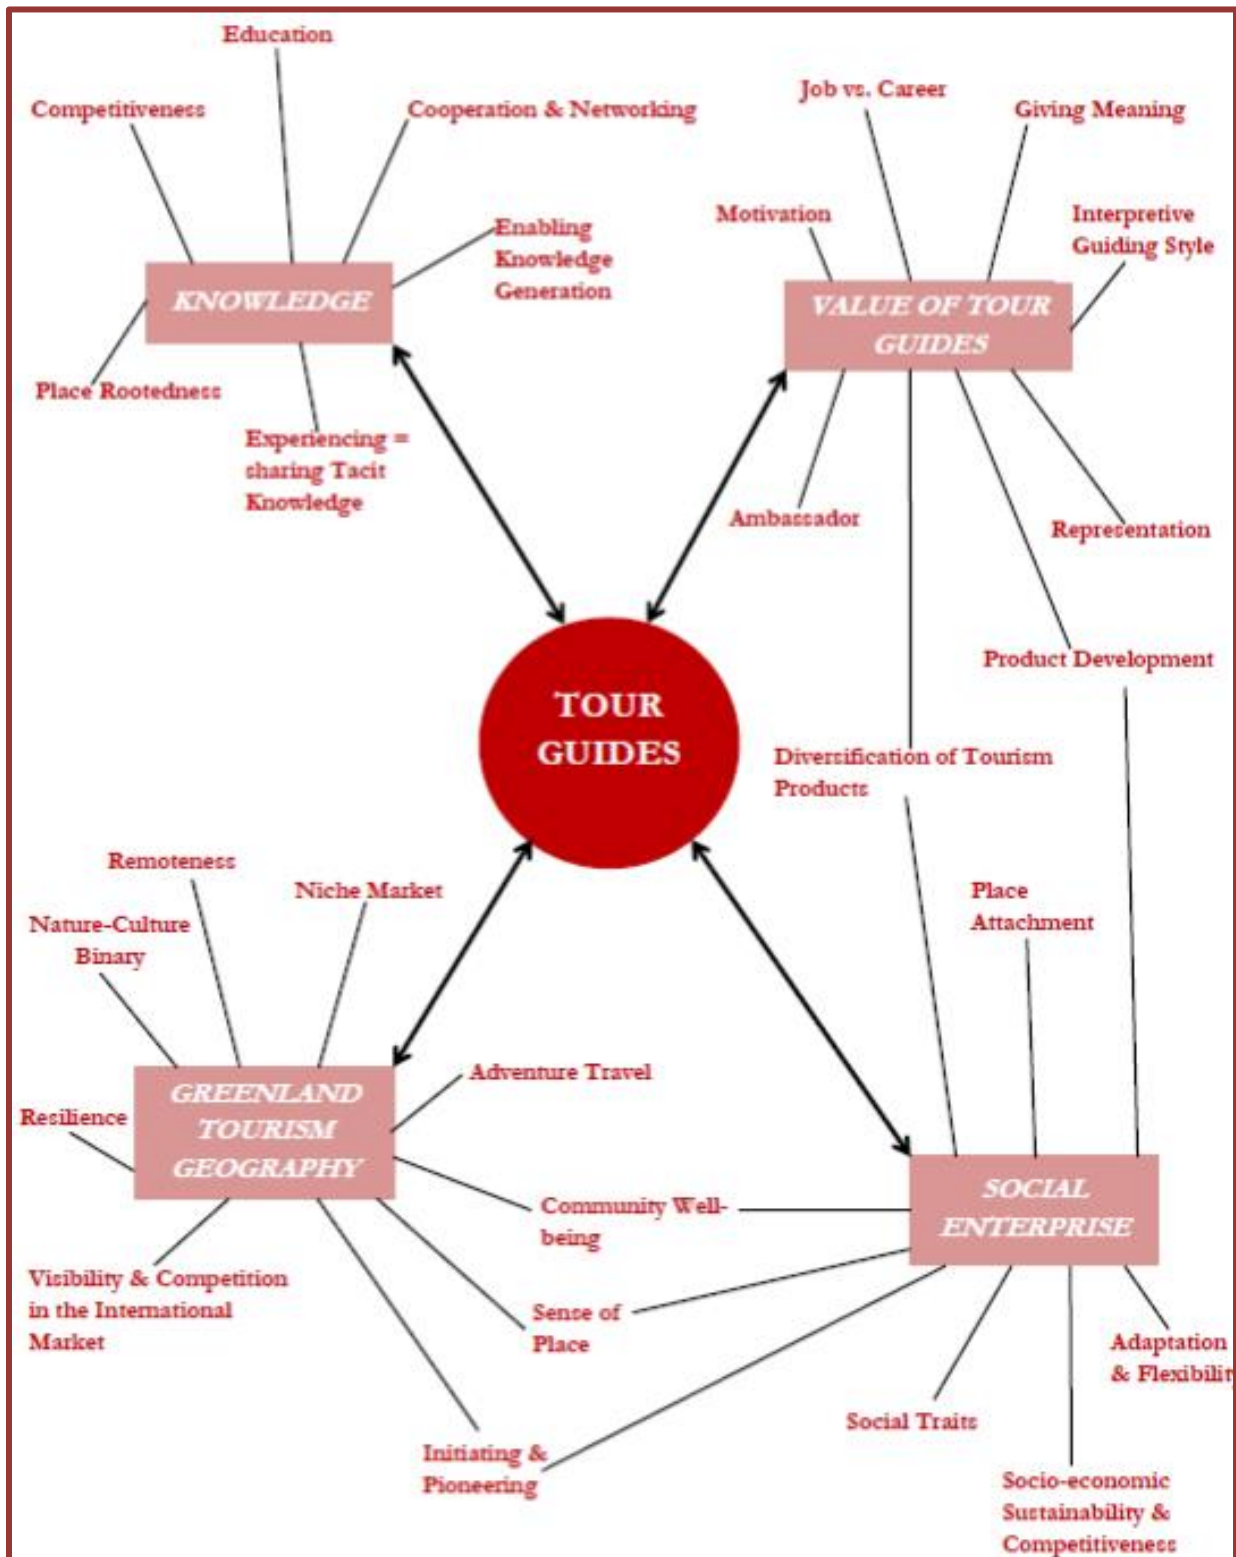 Education
Competitiveness
Cooperation & Networking
Enabling
Knowledge
Generation
KNOWLEDGE
Place Rootedness
Experiencing =
sharing Tacit
Knowledge
Job vs. Career
Giving Meaning
Motivation
Interpretive
Guiding Style
VALUE OF TOUR
GUIDES
Ambassador
Representation
Product Development
Diversification of Tourism
Products
TOUR
GUIDES
Remoteness
Niche Market
Nature-Culture
Binary
Resilience
GREENLAND
TOURISM
GEOGRAPHY
Adventure Travel
Visibility & Competition
in the International
Market
Community Well-
being
Sense of
Place
Initiating &
Pioneering
Place
Attachment
SOCIAL
ENTERPRISE
Adaptation
& Flexibility
Social Traits
Socio-economic
Sustainability &
Competitiveness